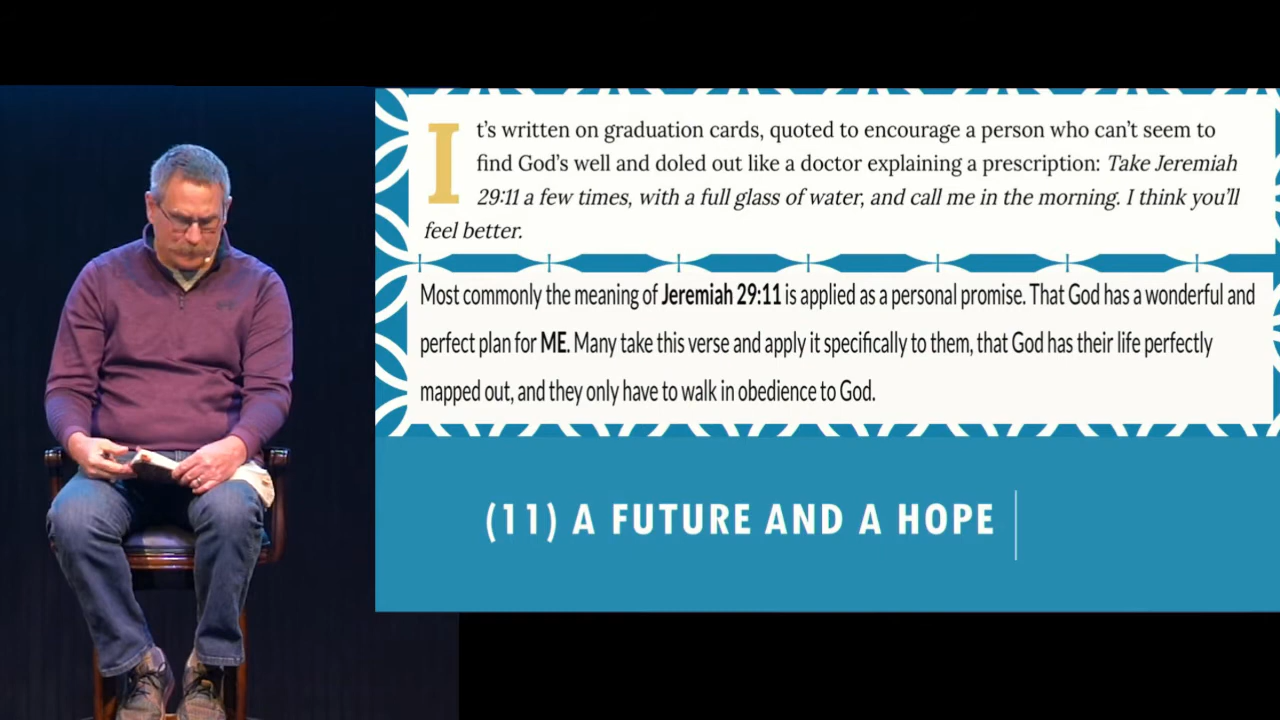 It's written on graduation cards, quoted to encourage a person who can't seem to
find God's well and doled out like a doctor explaining a prescription: Take Jeremiah
29:11 a few times, with a full glass of water, and call me in the morning. I think you'll
feel better.
Most commonly the meaning of Jeremiah 29:11 is applied as a personal promise. That God has a wonderful and
perfect plan for ME. Many take this verse and apply it specifically to them, that God has their life perfectly
mapped out, and they only have to walk in obedience to God.
(11) A FUTURE AND A HOPE